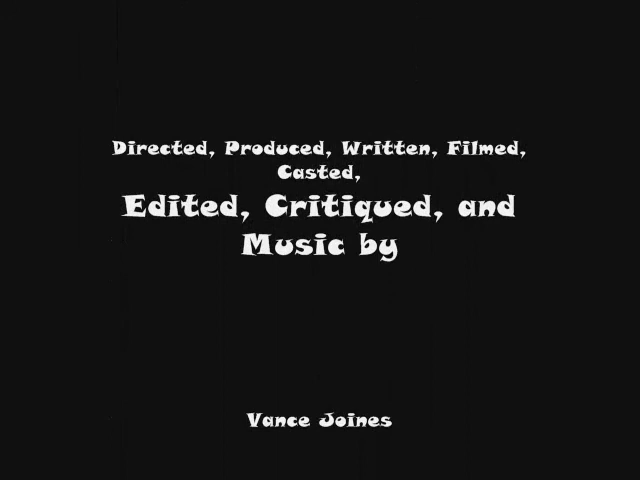 Directed, Produced, Written, Filmed,
Casted,
Edited, Critiqued, and
Music by
Vance Joines